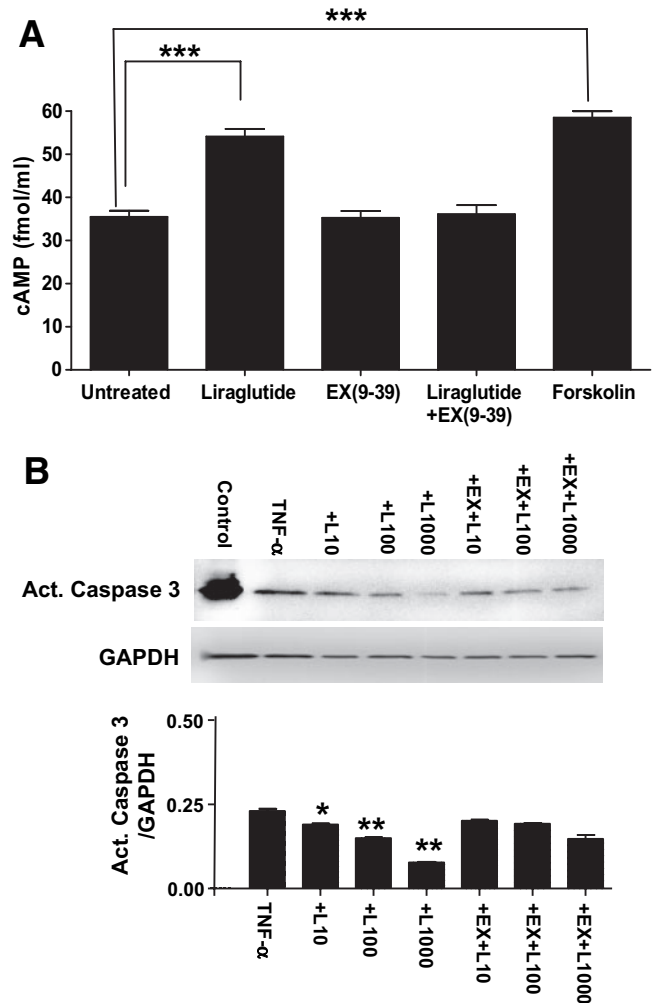 A
***
***
cAMP (fmol/ml)
60
50
40
30
20
10
0
Untreated
Liraglutide
EX(9-39)
Liraglutide
+EX(9-39)
Forskolin
B
Control
TNF-α
+L10
+L100
+L1000
+EX+L10
+EX+L100
+EX+L1000
Act. Caspase 3
GAPDH
Act. Caspase 3
/GAPDH
0.50
0.25
0.00
*
**
**
TNF-α
+L10
+L100
+L1000
+EX+L10
+EX+L100
+EX+L1000